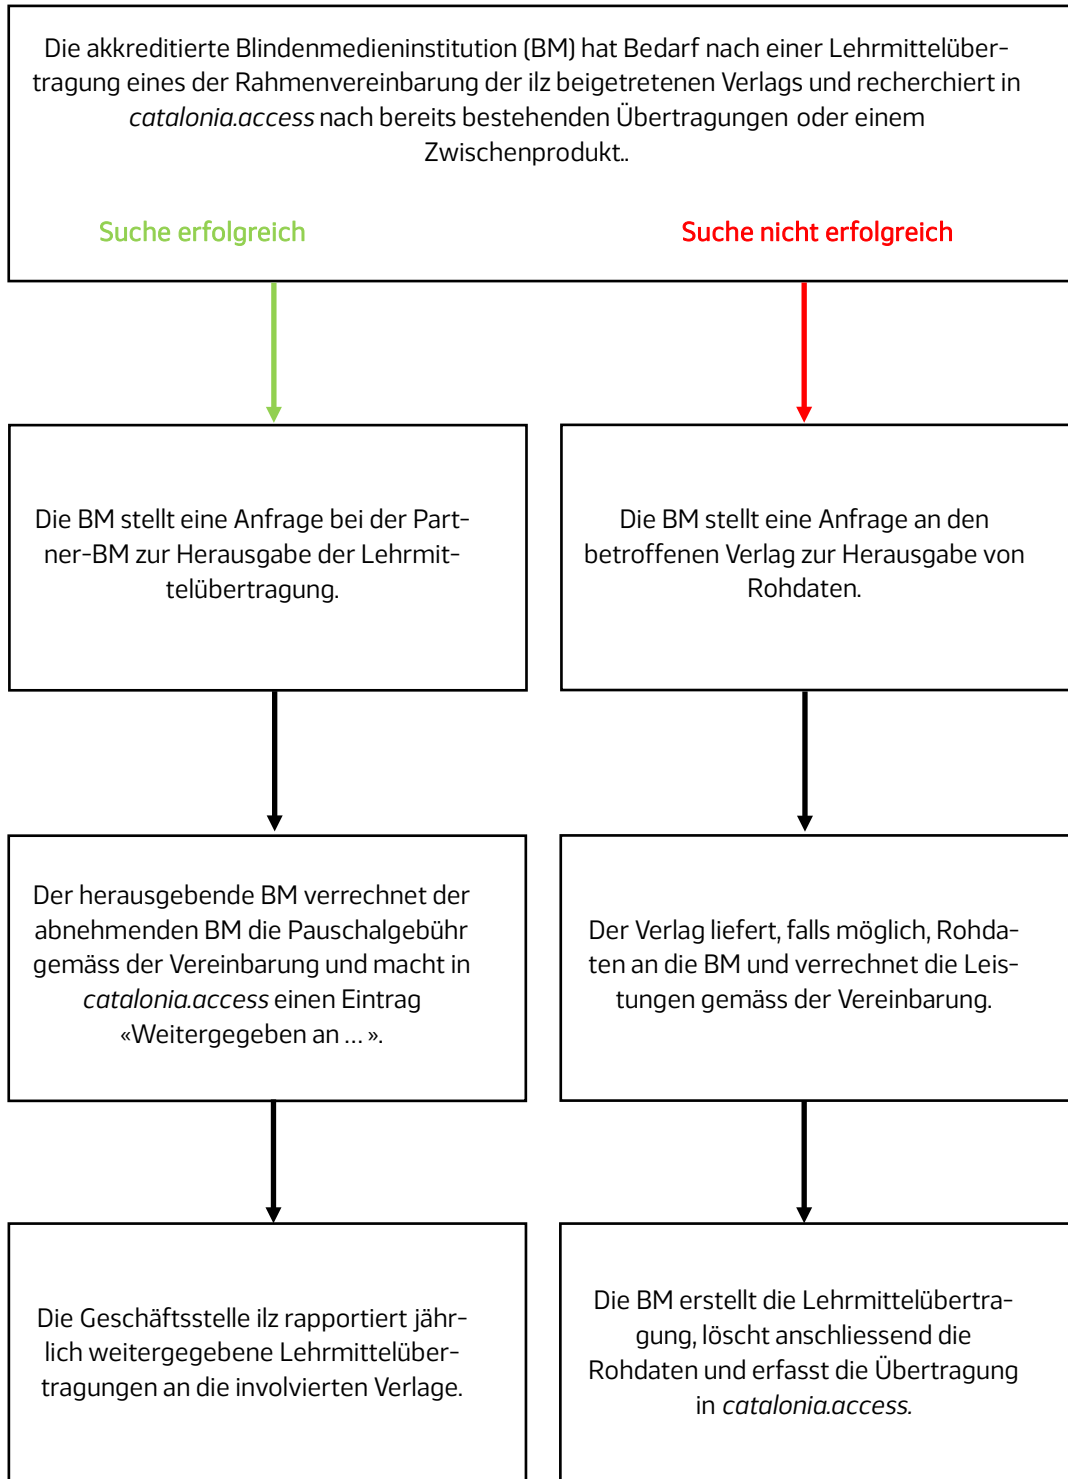 Die akkreditierte Blindenmedieninstitution (BM) hat Bedarf nach einer Lehrmittelüber-
tragung eines der Rahmenvereinbarung der ilz beigetretenen Verlags und recherchiert in
catalonia.access nach bereits bestehenden Übertragungen oder einem
Zwischenprodukt..
Suche erfolgreich
Suche nicht erfolgreich
Die BM stellt eine Anfrage bei der Part-
ner-BM zur Herausgabe der Lehrmit-
telübertragung.
Die BM stellt eine Anfrage an den
betroffenen Verlag zur Herausgabe von
Rohdaten.
Der herausgebende BM verrechnet der
abnehmenden BM die Pauschalgebühr
gemäss der Vereinbarung und macht in
catalonia.access einen Eintrag
«Weitergegeben an ... ».
Der Verlag liefert, falls möglich, Rohda-
ten an die BM und verrechnet die Leis-
tungen gemäss der Vereinbarung.
Die Geschäftsstelle ilz rapportiert jähr-
lich weitergegebene Lehrmittelüber-
tragungen an die involvierten Verlage.
Die BM erstellt die Lehrmittelübertra-
gung, löscht anschliessend die
Rohdaten und erfasst die Übertragung
in catalonia.access.